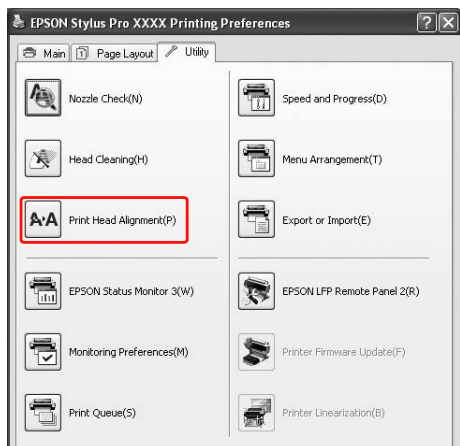 EPSON Stylus Pro XXXX Printing Preferences
Main
Page Layout
Utility
Nozzle Check(N)
Speed and Progress(D)
Head Cleaning(H)
Menu Arrangement(T)
A:A
Print Head Alignment(P)
Export or Import(E)
EPSON Status Monitor 3(W)
EPSON LFP Remote Panel 2(R)
Monitoring Preferences(M)
Printer Firmware Update(F)
Print Queue(S)
Printer Linearization(B)